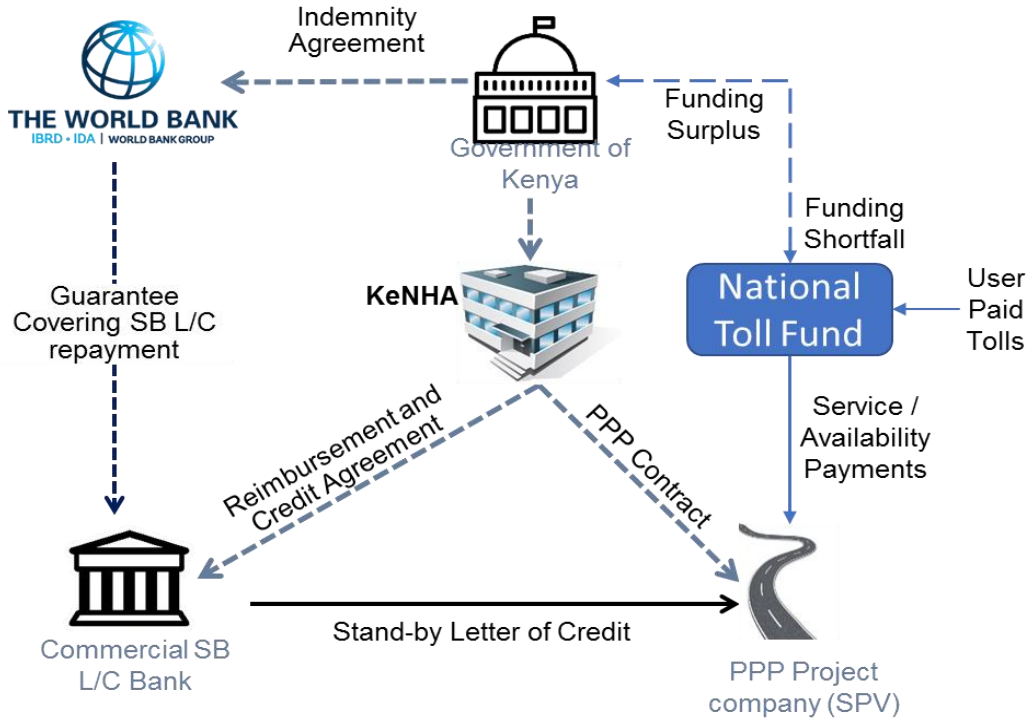 Indemnity
Agreement
THE WORLD BANK
IBRD • IDA | WORLD BANK GROUP
Government of
Kenya
Funding
Surplus
Funding
Shortfall
KeNHA
National
Toll Fund
User
Paid
Tolls
Guarantee
Covering SB L/C
repayment
Reimbursement and
Credit Agreement
PPP Contract
Service /
Availability
Payments
Stand-by Letter of Credit
Commercial SB
L/C Bank
PPP Project
company (SPV)